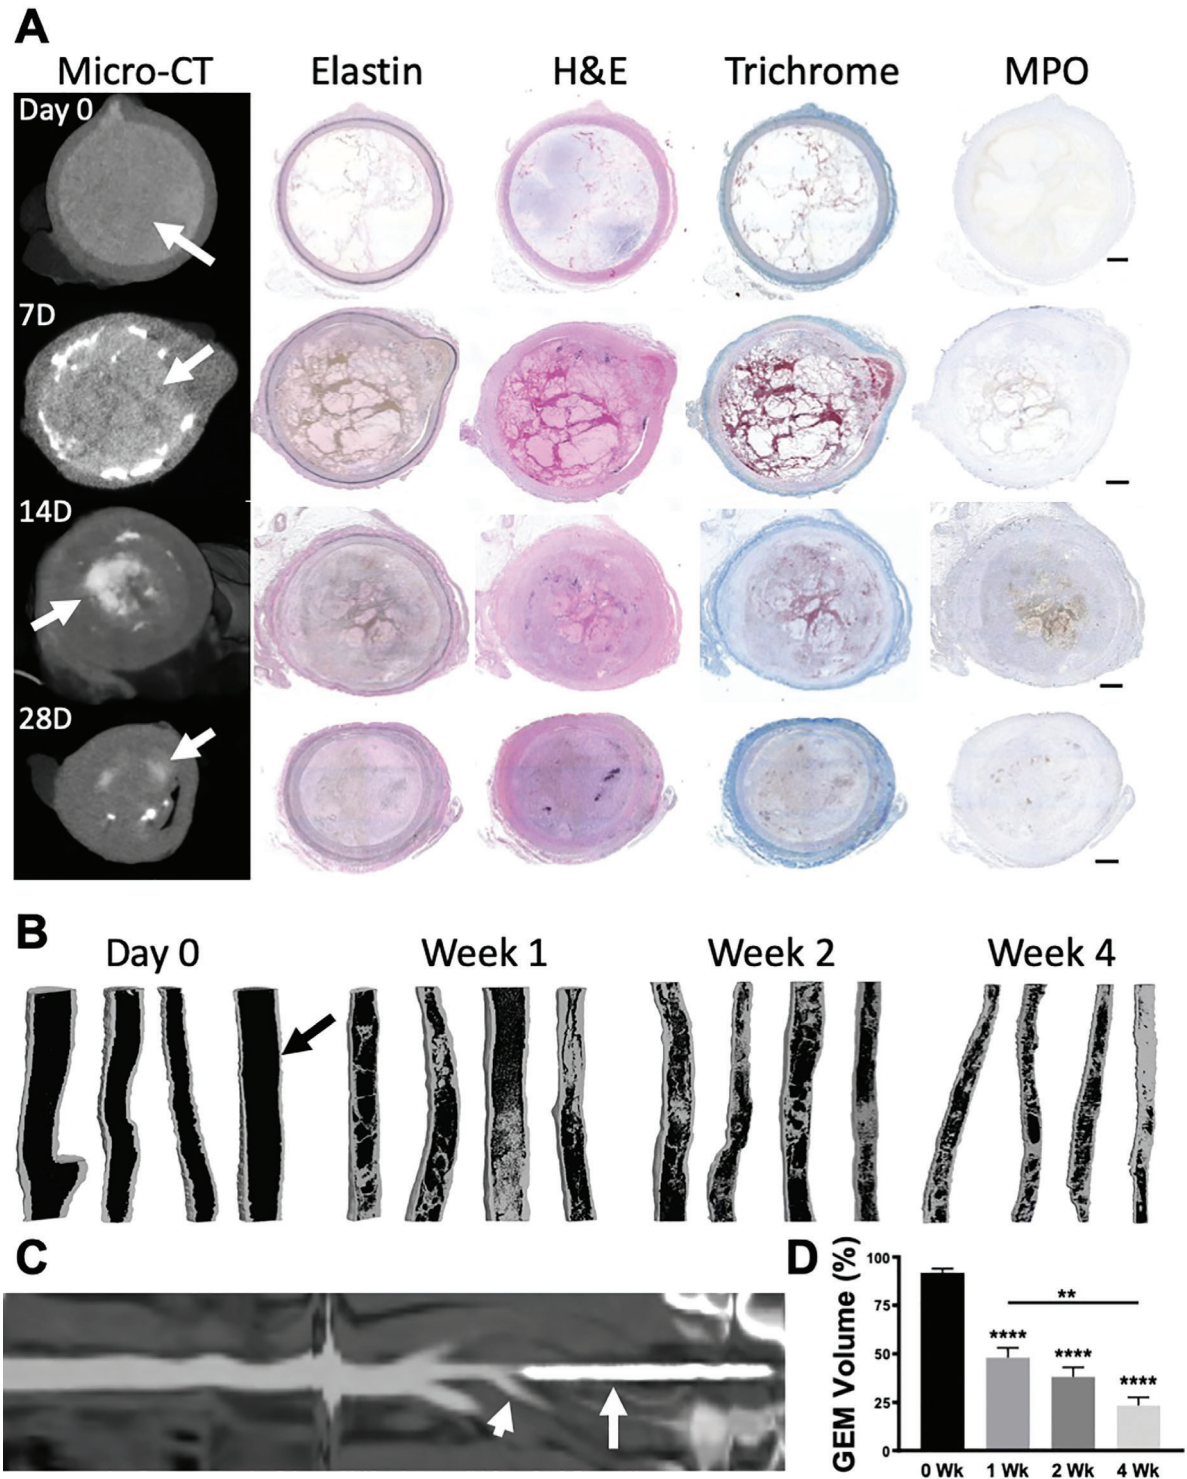 A
Micro-CT Elastin H&E Trichrome MPO
Day 0
7D
14D
28D
B
Day 0 Week 1 Week 2 Week 4
C
D
GEM Volume (%)
100
75
50
25
0
**
****
****
****
0 Wk 1 Wk 2 Wk 4 Wk